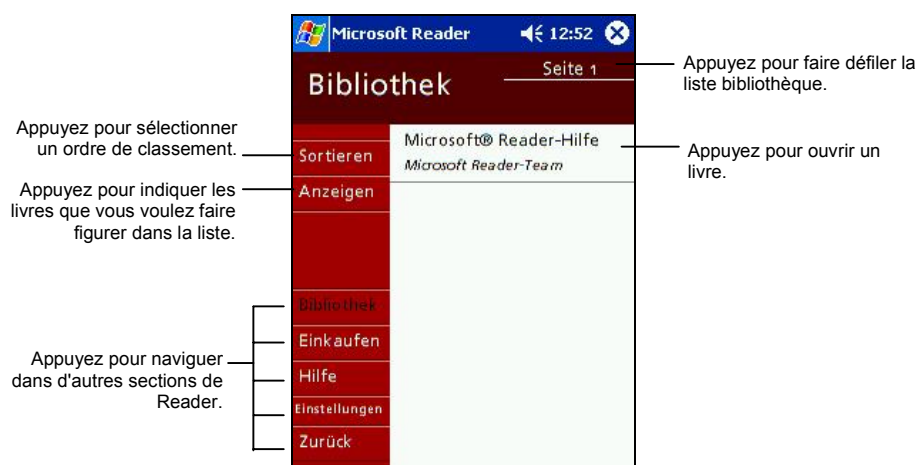 Microsoft Reader 12:52
Bibliothek
Seite 1
Appuyez pour faire défiler la
liste bibliothèque.
Appuyez pour sélectionner
un ordre de classement.
Sortieren
Microsoft® Reader-Hilfe
Microsoft Reader-Team
Appuyez pour ouvrir un
livre.
Appuyez pour indiquer les
livres que vous voulez faire
figurer dans la liste.
Anzeigen
Bibliothek
Einkaufen
Hilfe
Einstellungen
Zurück
Appuyez pour naviguer
dans d'autres sections de
Reader.